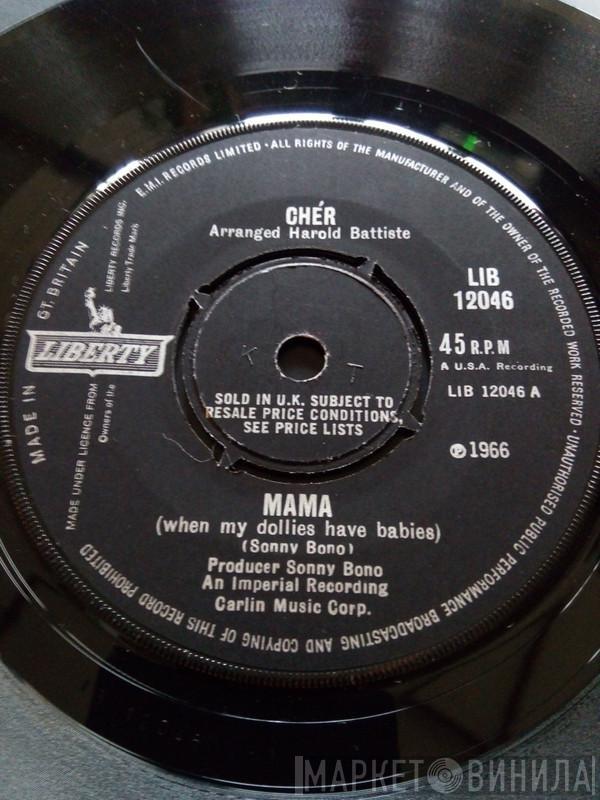 E.M.I. RECORDS LIMITED · ALL RIGHTS OF THE MANUFACTURER AND OF THE OWNER OF THE RECORDED WORK RESERVED · UNAUTHORISED PUBLIC PERFORMANCE BROADCASTING AND COPYING OF THIS RECORD PROHIBITED
CHÉR
Arranged Harold Battiste
MADE IN GT. BRITAIN
LIBERTY RECORDS INC.
Liberty Trade Mark
LIBERTY
MADE UNDER LICENCE FROM
Owners of the
LIB
12046
45 R.P.M
A U.S.A. Recording
LIB 12046 A
K T
SOLD IN U.K. SUBJECT TO
RESALE PRICE CONDITIONS,
SEE PRICE LISTS
℗ 1966
MAMA
(when my dollies have babies)
(Sonny Bono)
Producer Sonny Bono
An Imperial Recording
Carlin Music Corp.
МАРКЕТ ВИНИЛА